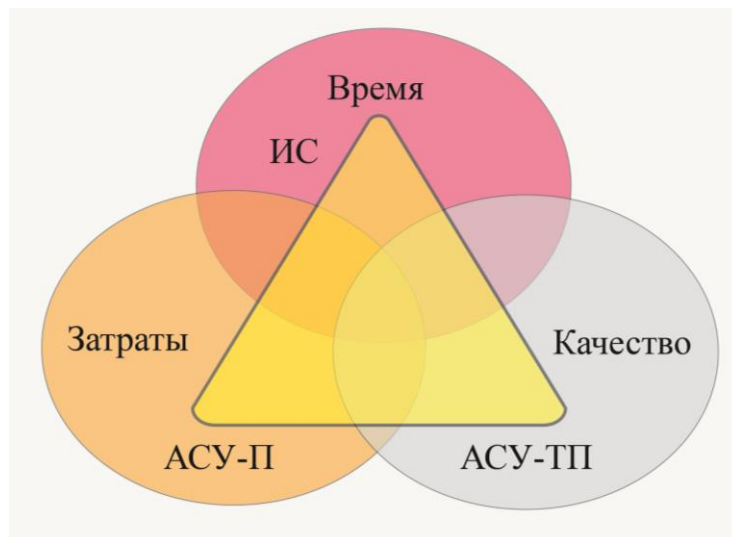 Время
ИС
Затраты
Качество
АСУ-П
АСУ-ТП